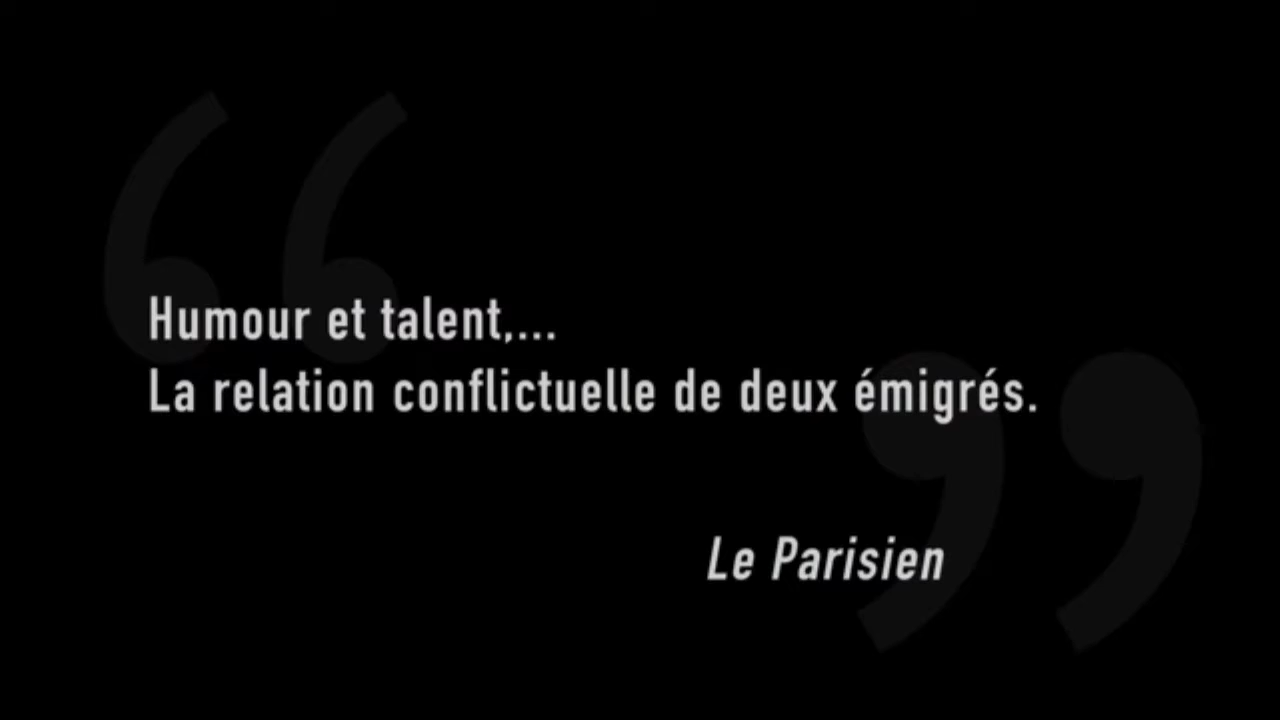 Humour et talent,...
La relation conflictuelle de deux émigrés.
Le Parisien